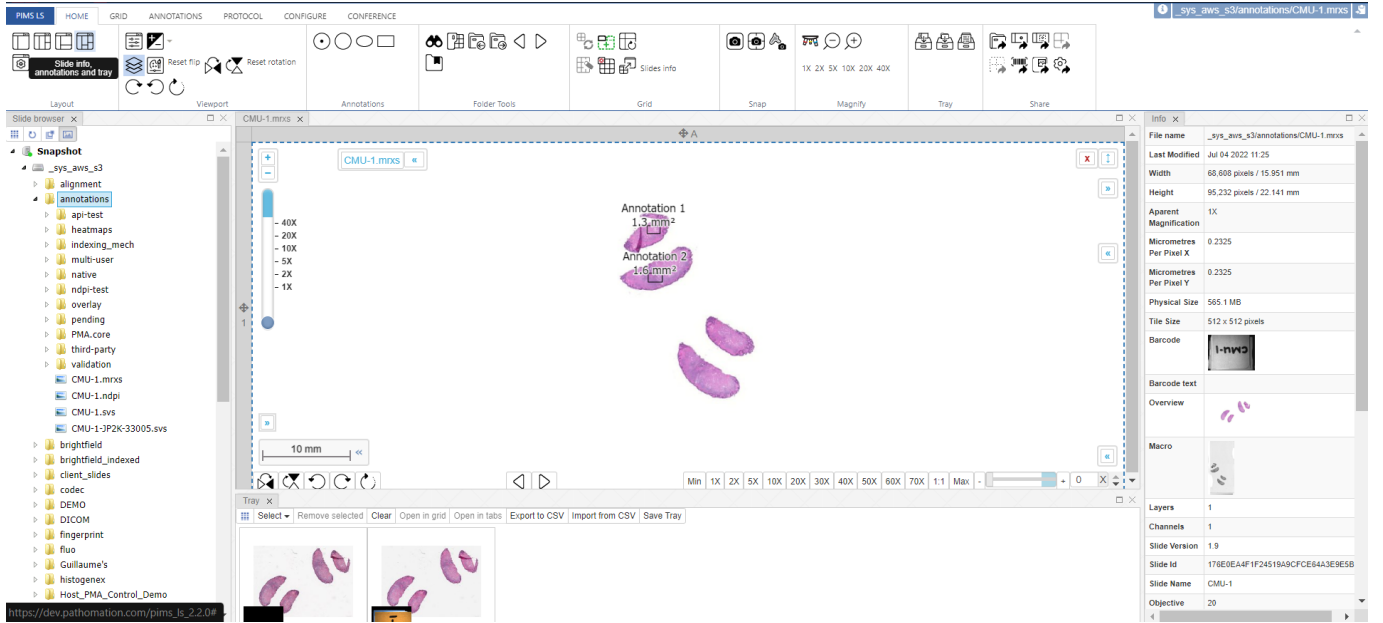 PIMS LS HOME GRID ANNOTATIONS PROTOCOL CONFIGURE CONFERENCE
_sys_aws_s3/annotations/CMU-1.mrxs
Slide info,
annotations and tray
Reset flip
Reset rotation
Slides info
1X 2X 5X 10X 20X 40X
Layout Viewport Annotations Folder Tools Grid Snap Magnify Tray Share
Slide browser x
Snapshot
_sys_aws_s3
alignment
annotations
api-test
heatmaps
indexing_mech
multi-user
native
ndpi-test
overlay
pending
PMA.core
third-party
validation
CMU-1.mrxs
CMU-1.ndpi
CMU-1.svs
CMU-1-JP2K-33005.svs
brightfield
brightfield_indexed
client_slides
codec
DEMO
DICOM
fingerprint
fluo
Guillaume's
histogenex
Host_PMA_Control_Demo
https://dev.pathomation.com/pims_ls_2.2.0#
CMU-1.mrxs x
A
1
+
CMU-1.mrxs «
X
»
-
- 40X
- 20X
- 10X
- 5X
- 2X
- 1X
Annotation 1
1.3 mm²
Annotation 2
1.6 mm²
«
»
10 mm «
«
Min 1X 2X 5X 10X 20X 30X 40X 50X 60X 70X 1:1 Max - + 0 X
Tray x
Select Remove selected Clear Open in grid Open in tabs Export to CSV Import from CSV Save Tray
Info x
File name _sys_aws_s3/annotations/CMU-1.mrxs
Last Modified Jul 04 2022 11:25
Width 68,608 pixels / 15.951 mm
Height 95,232 pixels / 22.141 mm
Aparent
Magnification 1X
Micrometres
Per Pixel X 0.2325
Micrometres
Per Pixel Y 0.2325
Physical Size 565.1 MB
Tile Size 512 x 512 pixels
Barcode
CMU-1
Barcode text
Overview
Macro
Layers 1
Channels 1
Slide Version 1.9
Slide Id 176E0EA4F1F24519A9CFCE64A3E9E5B
Slide Name CMU-1
Objective 20